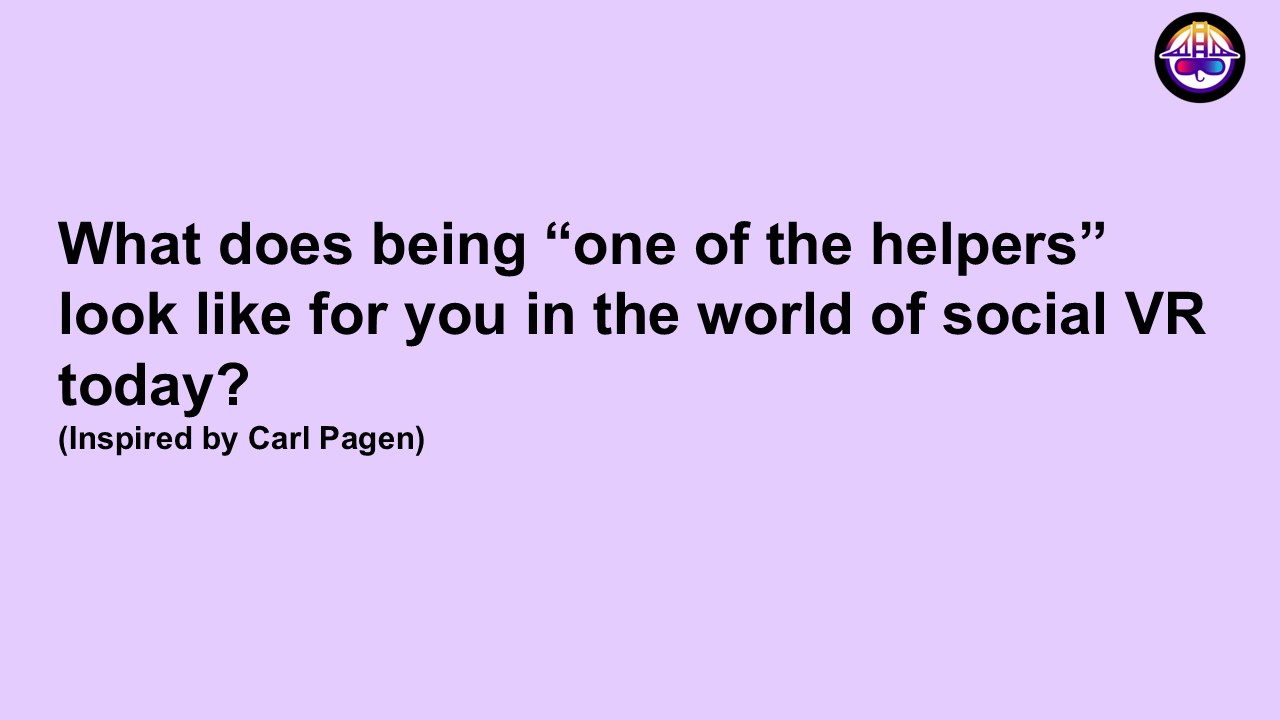 What does being “one of the helpers”
look like for you in the world of social VR
today?
(Inspired by Carl Pagen)